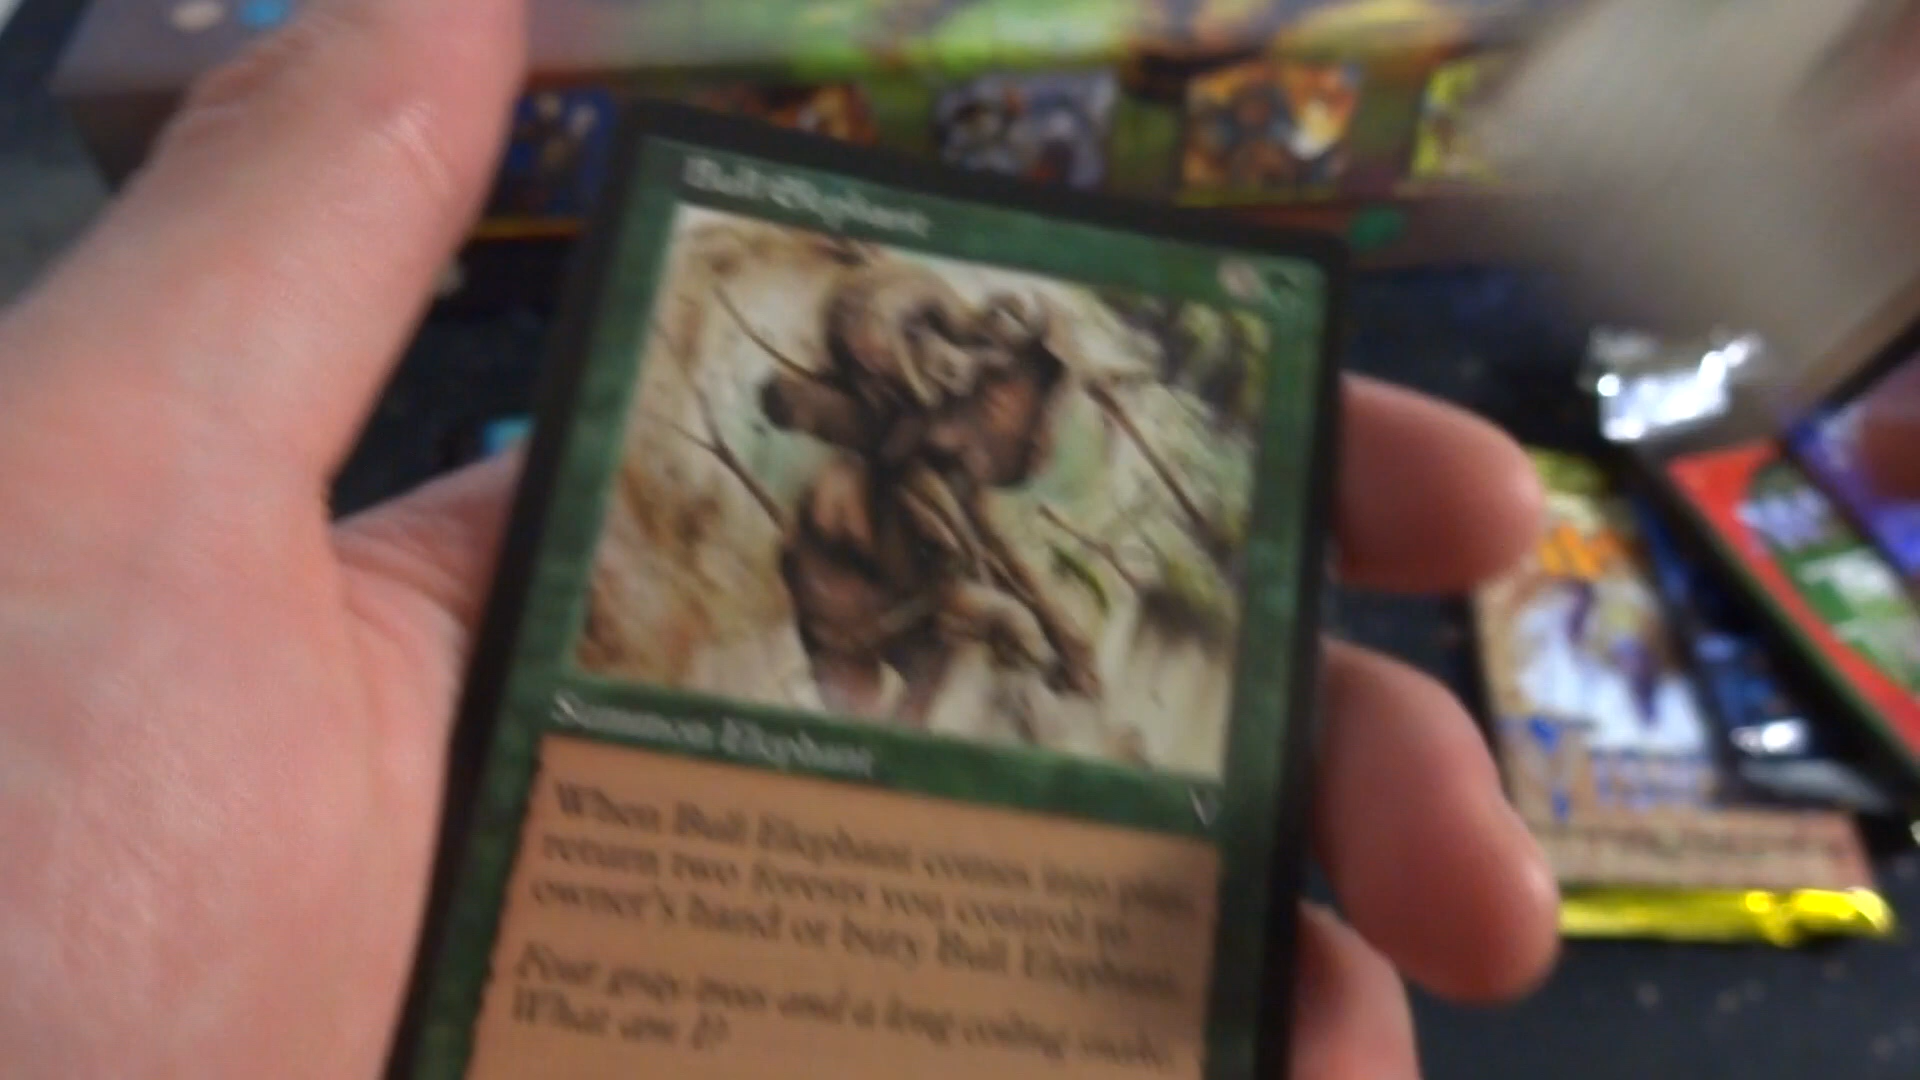 Bull Elephant
Summon Elephant
When Bull Elephant comes into play,
return two forests you control to
owner's hand or bury Bull Elephant.
Four gray trees and a long coiling snake.
What am I?